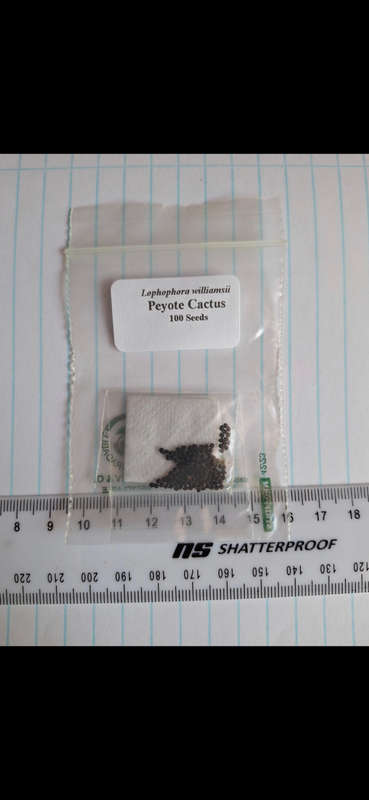 Lophophora williamsii
Peyote Cactus
100 Seeds
8 9 10 11 12 13 14 15 16 17 18
ns SHATTERPROOF
220 210 200 190 180 170 160 150 140 130 120